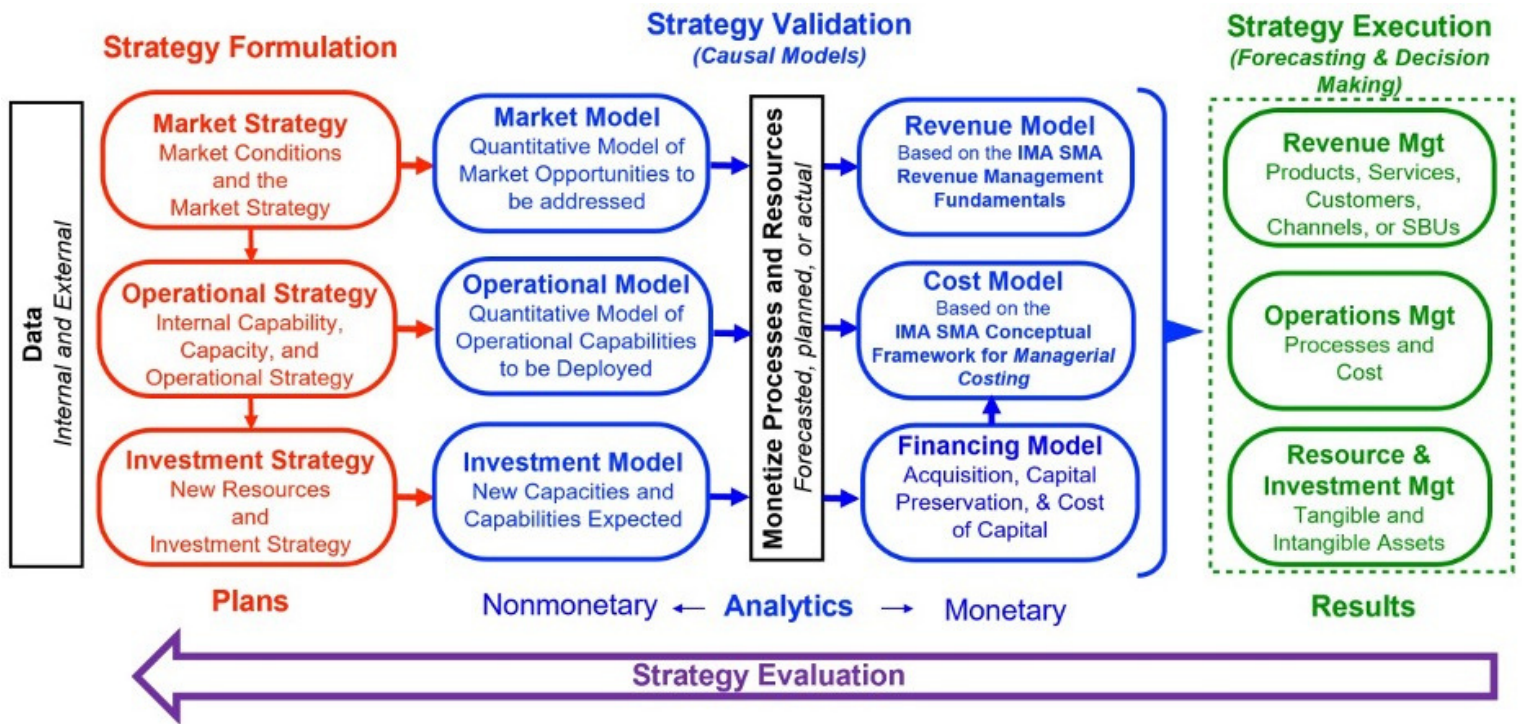 Strategy Formulation
Strategy Validation
(Causal Models)
Strategy Execution
(Forecasting & Decision
Making)
Data
Internal and External
Market Strategy
Market Conditions
and the
Market Strategy
Operational Strategy
Internal Capability,
Capacity, and
Operational Strategy
Investment Strategy
New Resources
and
Investment Strategy
Market Model
Quantitative Model of
Market Opportunities to
be addressed
Operational Model
Quantitative Model of
Operational Capabilities
to be Deployed
Investment Model
New Capacities and
Capabilities Expected
Monetize Processes and Resources
Forecasted, planned, or actual
Revenue Model
Based on the IMA SMA
Revenue Management
Fundamentals
Cost Model
Based on the
IMA SMA Conceptual
Framework for Managerial
Costing
Financing Model
Acquisition, Capital
Preservation, & Cost
of Capital
Revenue Mgt
Products, Services,
Customers,
Channels, or SBUs
Operations Mgt
Processes and
Cost
Resource &
Investment Mgt
Tangible and
Intangible Assets
Plans
Nonmonetary ← Analytics → Monetary
Results
Strategy Evaluation